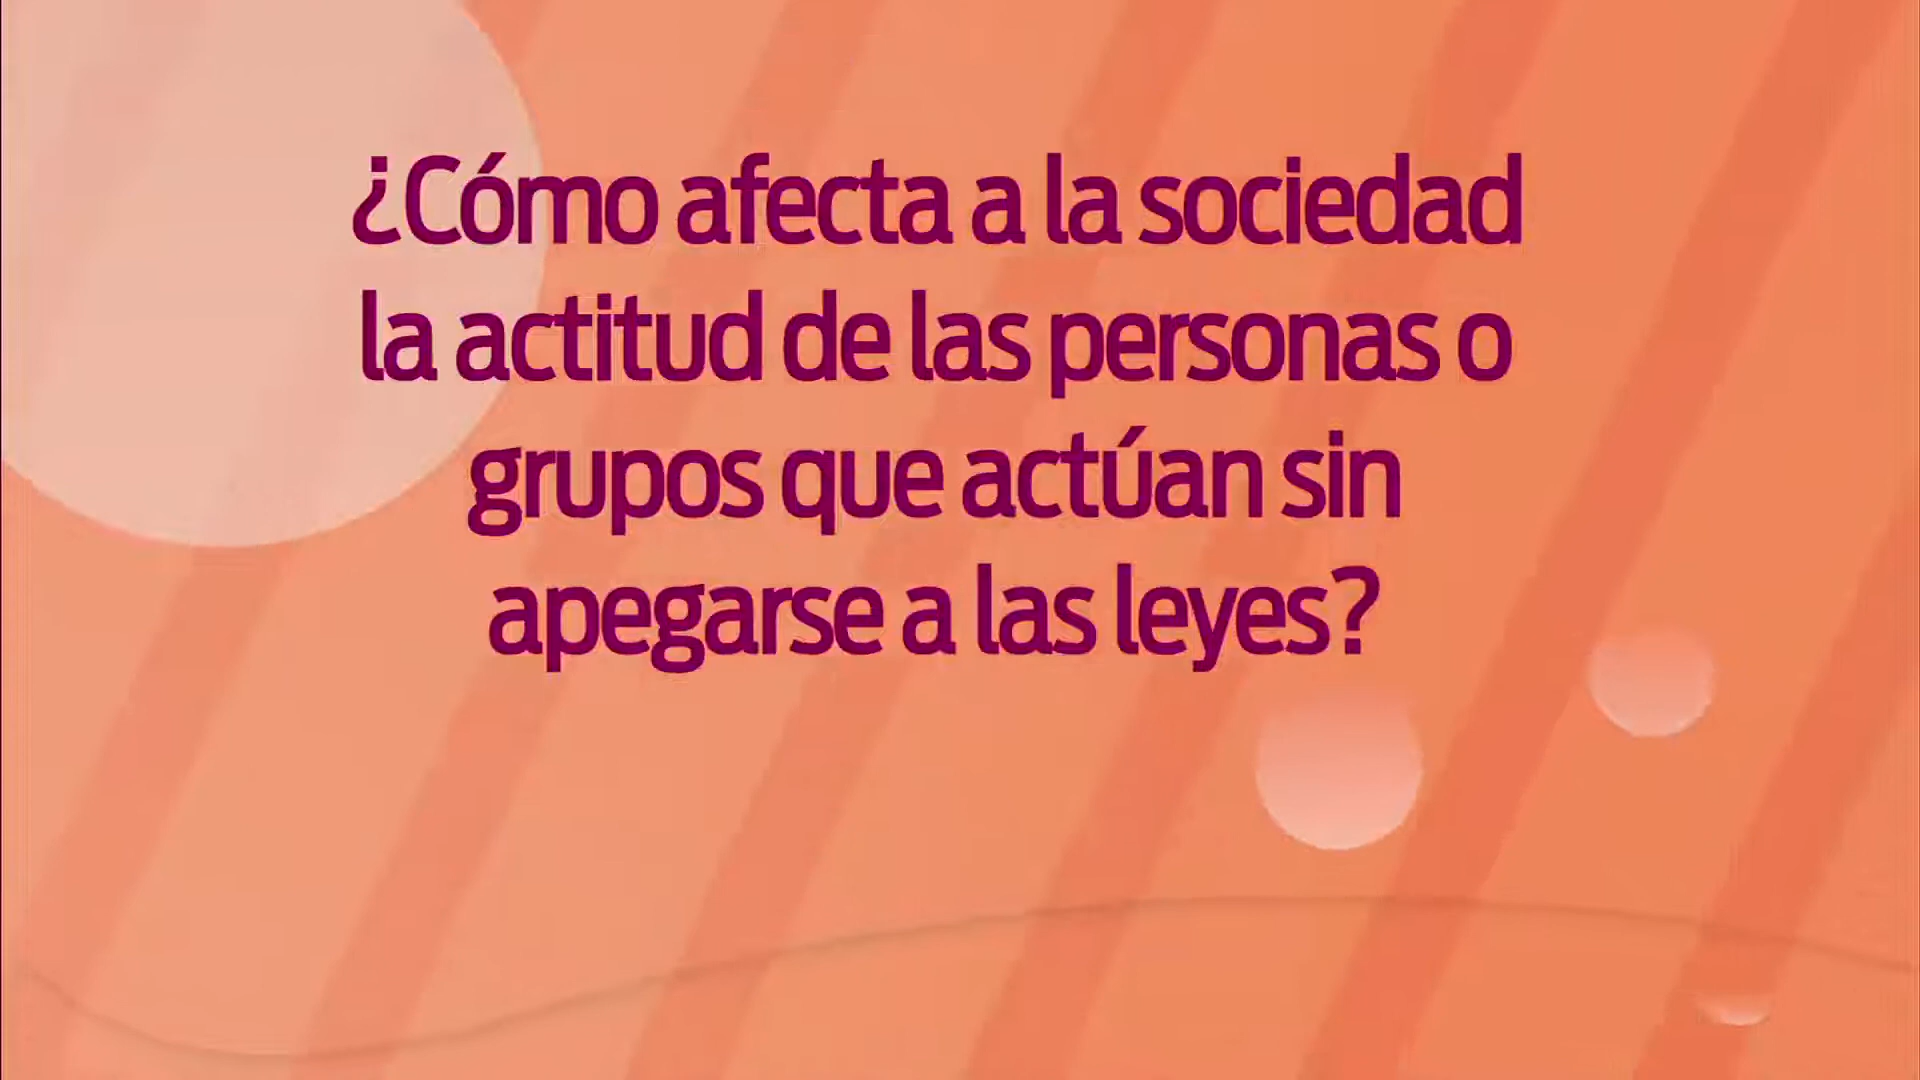 ¿Cómo afecta a la sociedad
la actitud de las personas o
grupos que actúan sin
apegarse a las leyes?